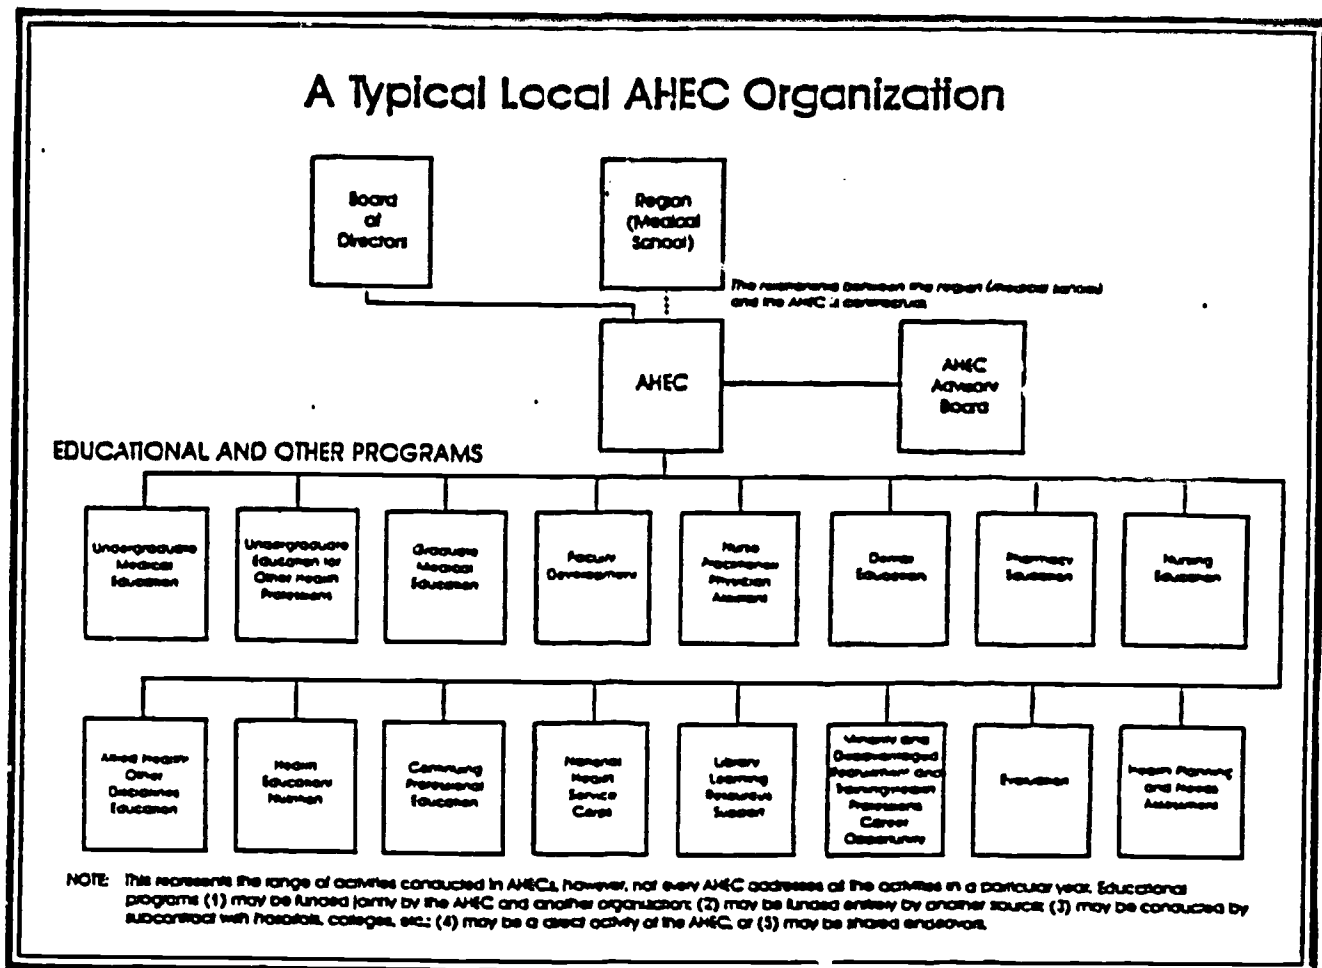 A Typical Local AHEC Organization
Board
of
Directors
Region
(Medical
School)
The relationship between the region (medical school)
and the AHEC is contractual.
AHEC
AHEC
Advisory
Board
EDUCATIONAL AND OTHER PROGRAMS
Undergraduate
Medical
Education
Undergraduate
Education for
Other Health
Professions
Graduate
Medical
Education
Faculty
Development
Nurse
Practitioner/
Physician
Assistant
Dental
Education
Pharmacy
Education
Nursing
Education
Allied Health/
Other
Disciplines
Education
Health
Education/
Nutrition
Continuing
Professional
Education
National
Health
Service
Corps
Library
Learning
Resources
Support
Minority and
Disadvantaged
Recruitment and
Training/Health
Professions
Career
Opportunity
Evaluation
Health Planning
and Needs
Assessment
NOTE: This represents the range of activities conducted in AHECs, however, not every AHEC addresses all the activities in a particular year. Educational
programs (1) may be funded jointly by the AHEC and another organization; (2) may be funded entirely by another source; (3) may be conducted by
subcontract with hospitals, colleges, etc.; (4) may be a direct activity of the AHEC, or (5) may be shared endeavors.